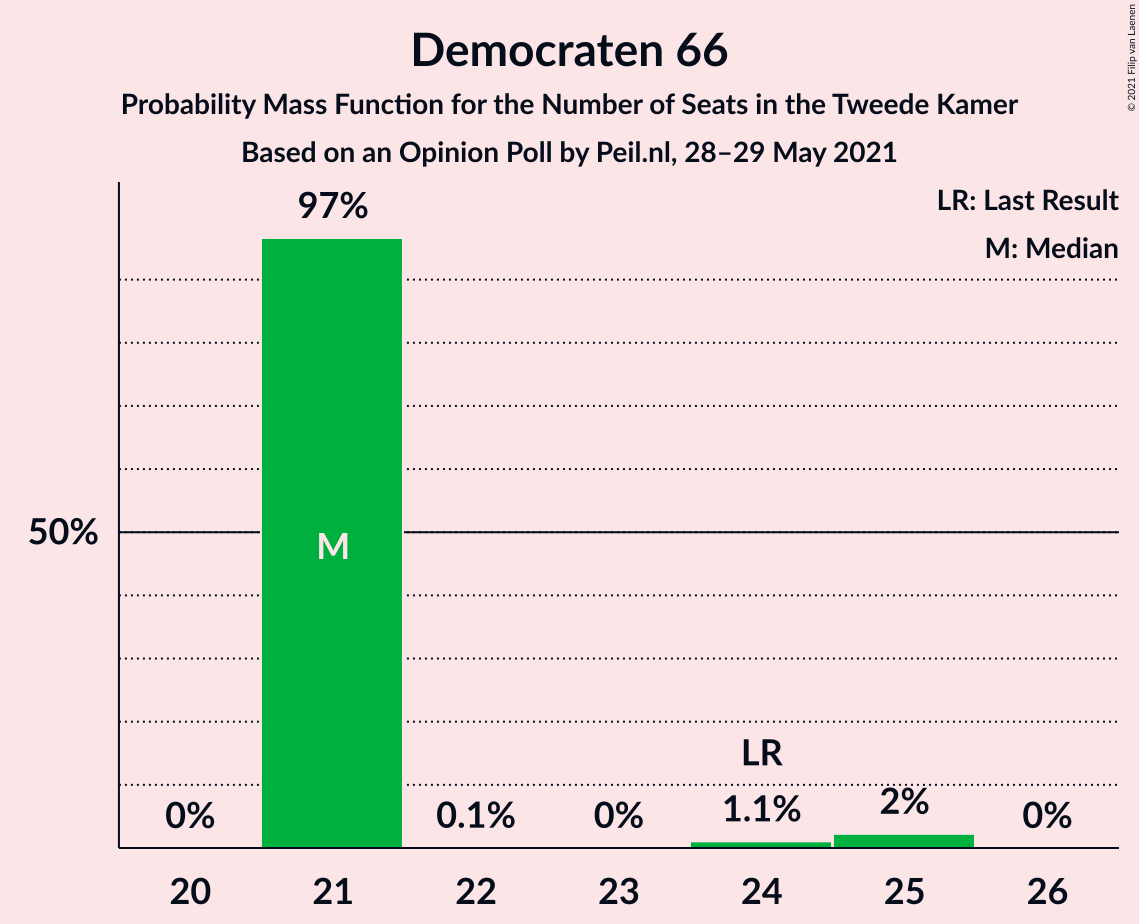 Democraten 66
Probability Mass Function for the Number of Seats in the Tweede Kamer
Based on an Opinion Poll by Peil.nl, 28–29 May 2021
© 2021 Filip van Laenen
LR: Last Result
M: Median
97%
50%
M
LR
0%
0.1%
0%
1.1%
2%
0%
20
21
22
23
24
25
26